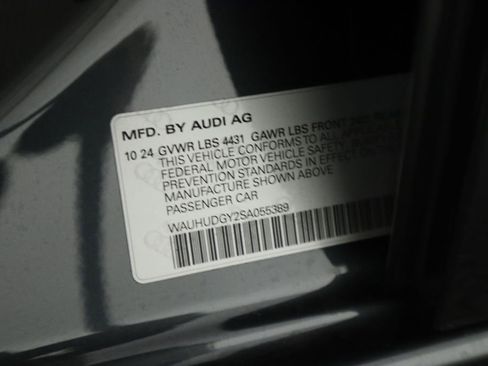 MFD. BY AUDI AG
10 24 GVWR LBS 4431 GAWR LBS FRONT
THIS VEHICLE CONFORMS TO ALL
FEDERAL MOTOR VEHICLE SAFETY,
PREVENTION STANDARDS IN EFFECT ON
MANUFACTURE SHOWN ABOVE
PASSENGER CAR
WAUHUDGY2SA055389